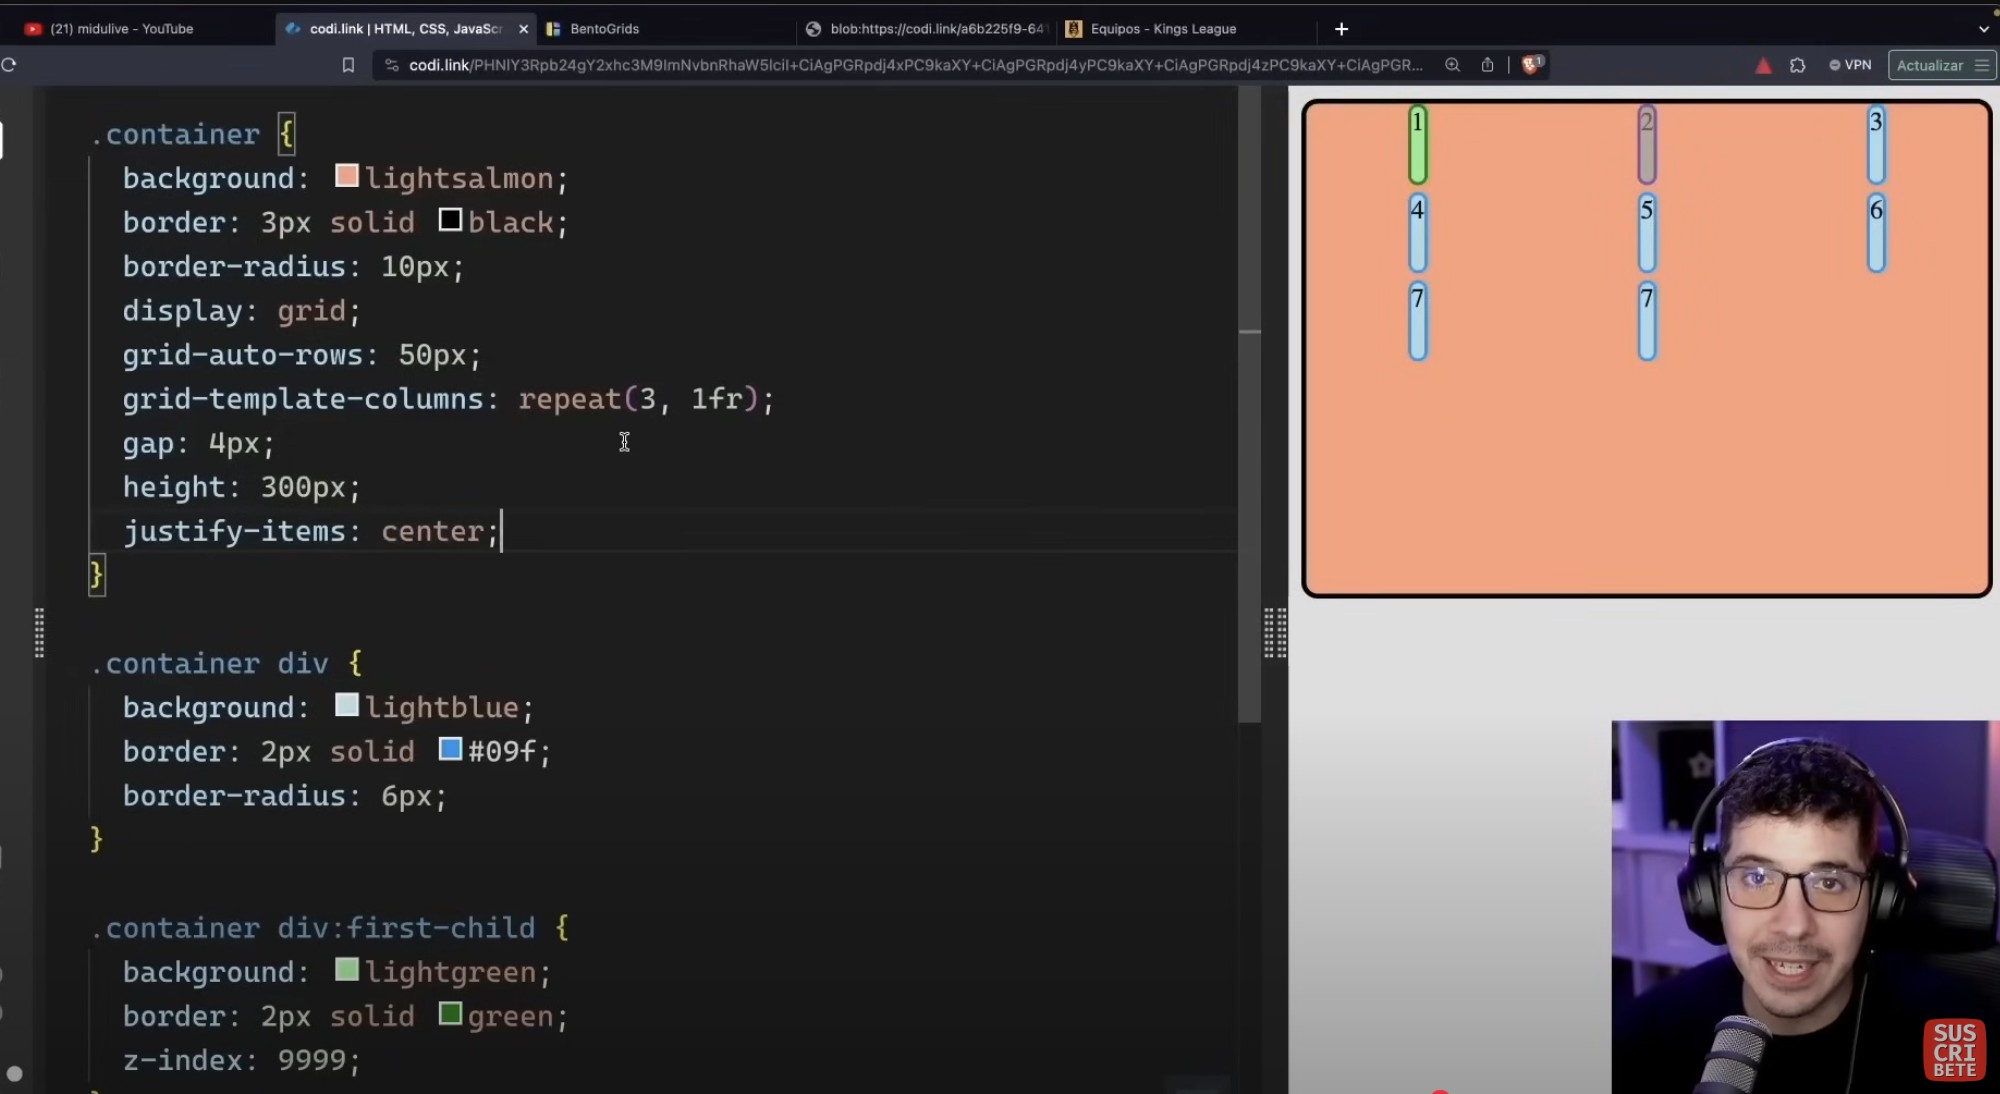 (21) midulive - YouTube
codi.link | HTML, CSS, JavaScr
BentoGrids
blob:https://codi.link/a6b225f9-64
Equipos - Kings League
codi.link/PHNlY3Rpb24gY2xhc3M9ImNvbnRhaW5lciI+CiAgPGRpdj4xPC9kaXY+CiAgPGRpdj4yPC9kaXY+CiAgPGRpdj4zPC9kaXY+CiAgPGR...
1
VPN
Actualizar
.container {
background: lightsalmon;
border: 3px solid black;
border-radius: 10px;
display: grid;
grid-auto-rows: 50px;
grid-template-columns: repeat(3, 1fr);
gap: 4px;
height: 300px;
justify-items: center;
}
.container div {
background: lightblue;
border: 2px solid #09f;
border-radius: 6px;
}
.container div:first-child {
background: lightgreen;
border: 2px solid green;
z-index: 9999;
1 2 3
4 5 6
7 7
SUS
CRI
BETE